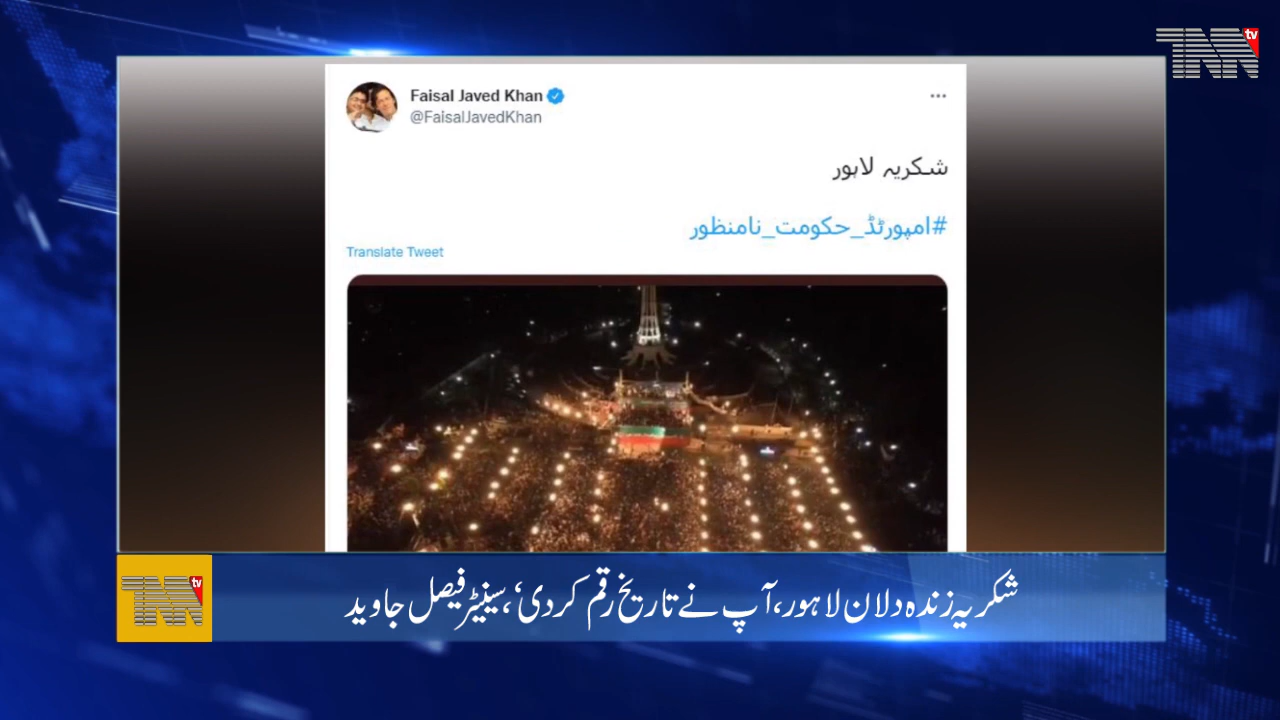 TNN tv
Faisal Javed Khan
@FaisalJavedKhan
شکریہ لاہور
#امپورٹڈ_حکومت_نامنظور
Translate Tweet
TNN tv
شکریہ زندہ دلان لاہور، آپ نے تاریخ رقم کردی‘، سینیٹر فیصل جاوید